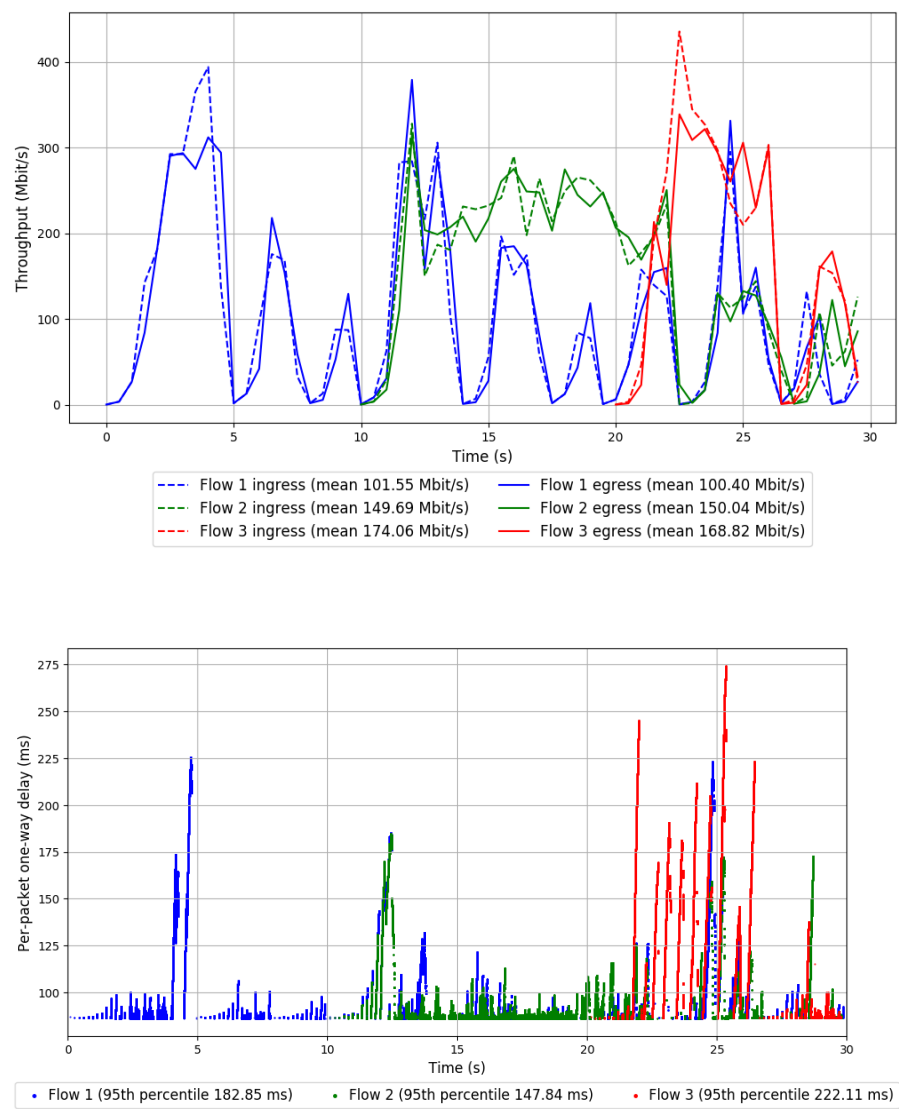 400
300
200
100
0
Throughput (Mbit/s)
0 5 10 15 20 25 30
Time (s)
Flow 1 ingress (mean 101.55 Mbit/s) Flow 1 egress (mean 100.40 Mbit/s)
Flow 2 ingress (mean 149.69 Mbit/s) Flow 2 egress (mean 150.04 Mbit/s)
Flow 3 ingress (mean 174.06 Mbit/s) Flow 3 egress (mean 168.82 Mbit/s)
275
250
225
200
175
150
125
100
Per-packet one-way delay (ms)
0 5 10 15 20 25 30
Time (s)
Flow 1 (95th percentile 182.85 ms) Flow 2 (95th percentile 147.84 ms) Flow 3 (95th percentile 222.11 ms)